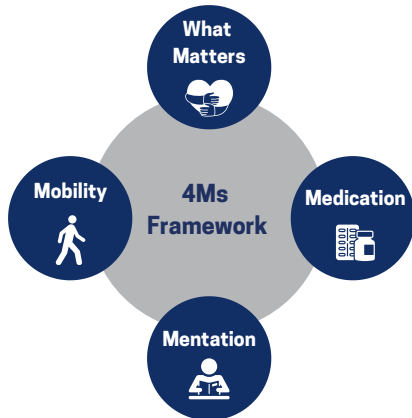 What
Matters
Mobility
4Ms
Framework
Medication
Mentation